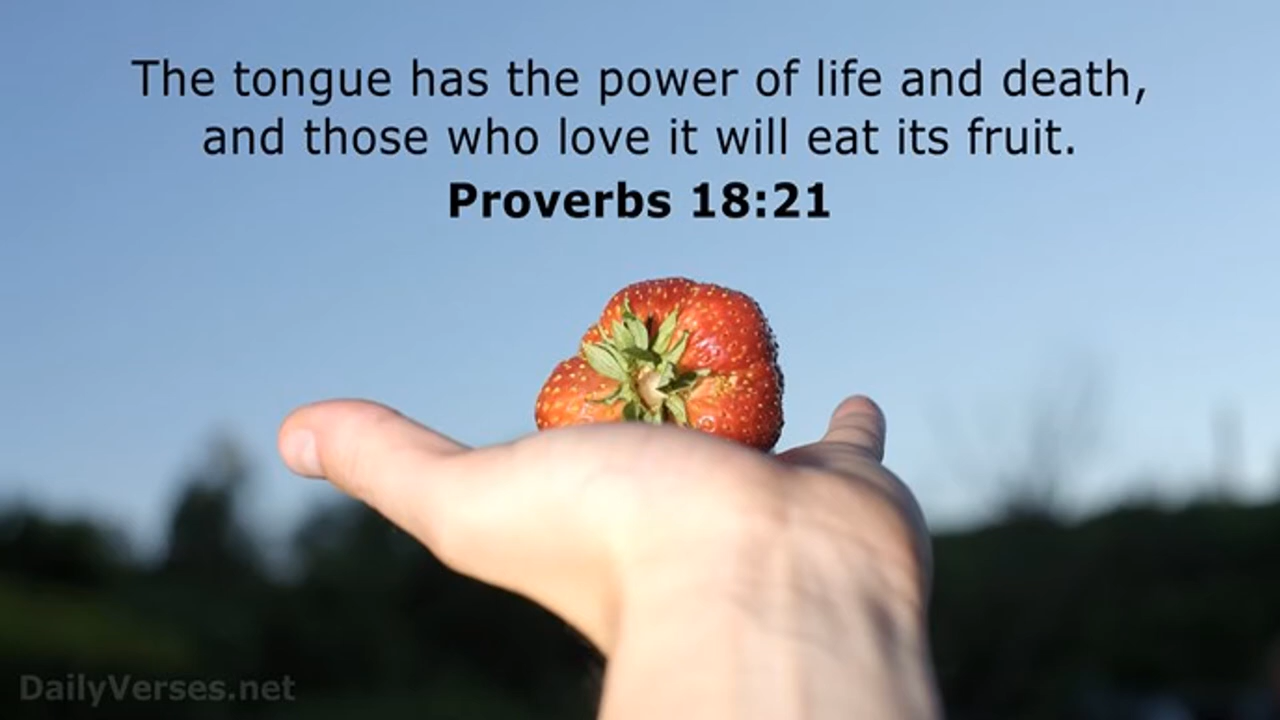 The tongue has the power of life and death,
and those who love it will eat its fruit.
Proverbs 18:21
DailyVerses.net